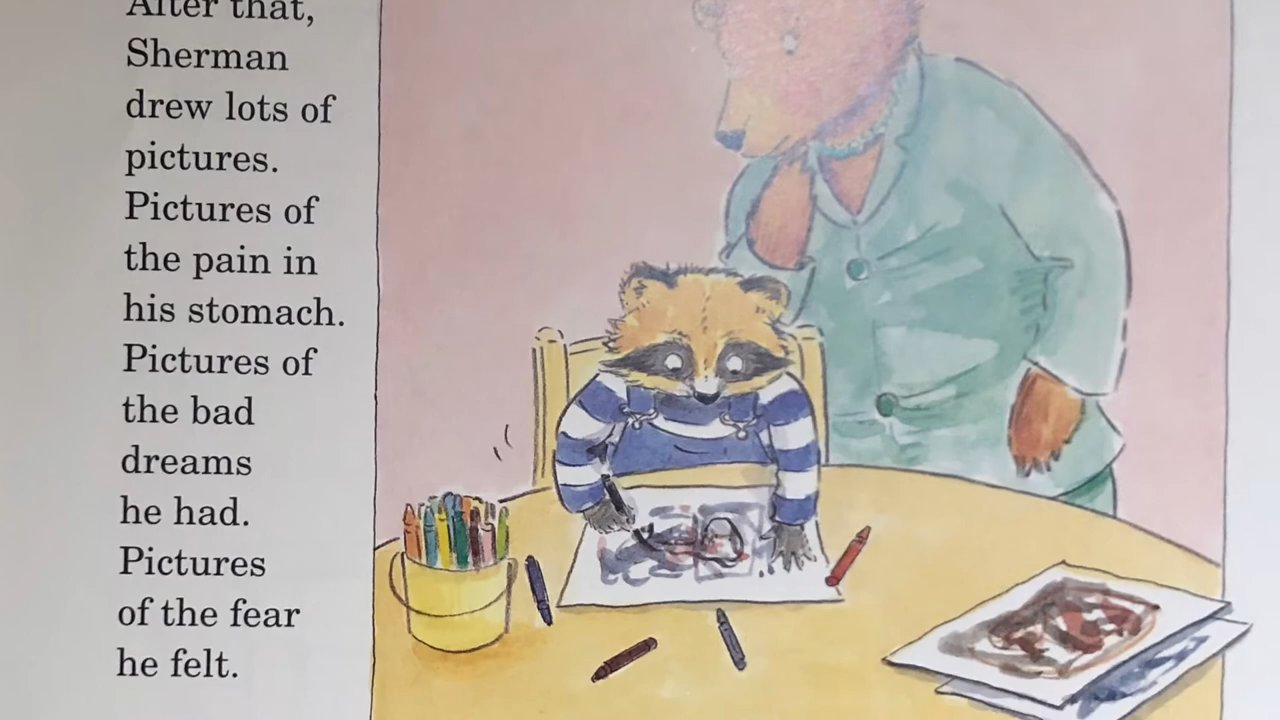 After that,
Sherman
drew lots of
pictures.
Pictures of
the pain in
his stomach.
Pictures of
the bad
dreams
he had.
Pictures
of the fear
he felt.